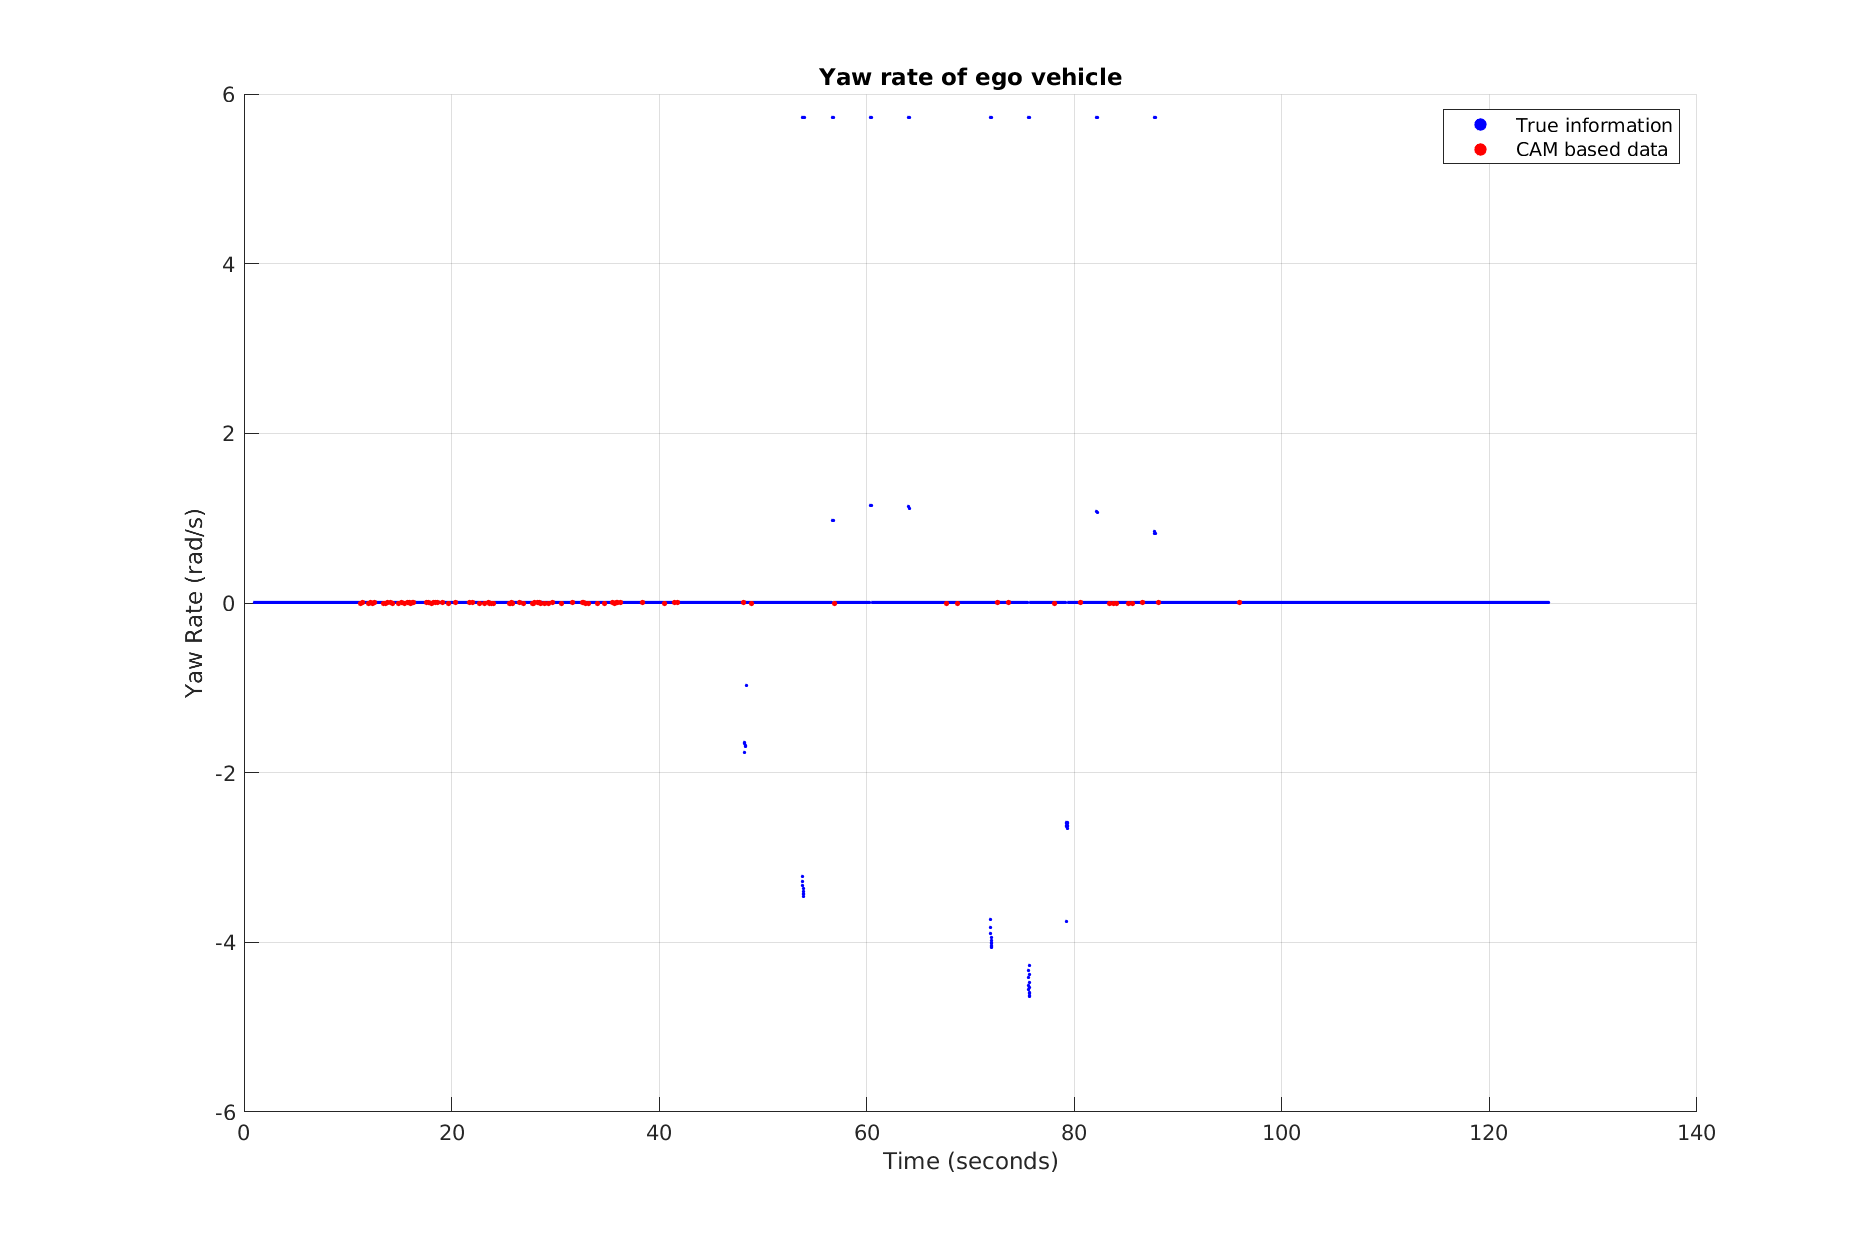 Yaw rate of ego vehicle
True information
CAM based data
6
4
2
0
-2
-4
-6
Yaw Rate (rad/s)
0 20 40 60 80 100 120 140
Time (seconds)